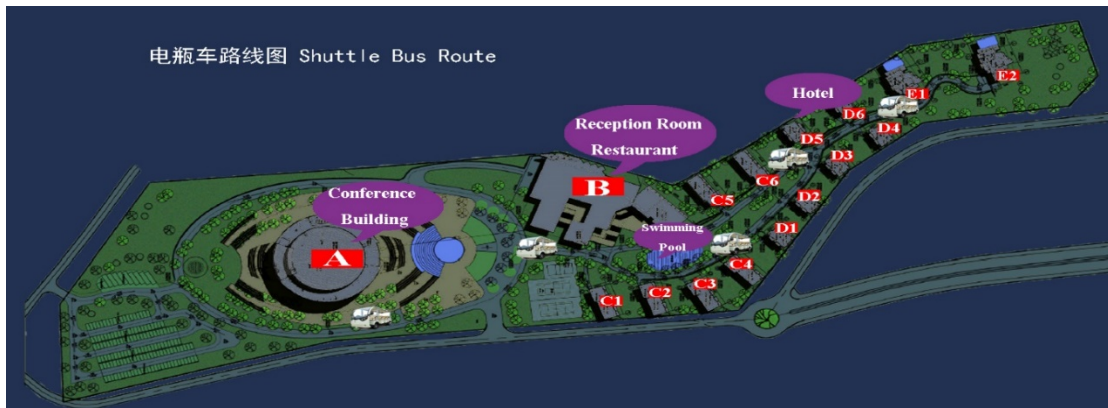 电瓶车路线图 Shuttle Bus Route
Conference
Building
A
Reception Room
Restaurant
B
Swimming
Pool
Hotel
C1
C2
C3
C4
C5
C6
D1
D2
D3
D4
D5
D6
E1
E2